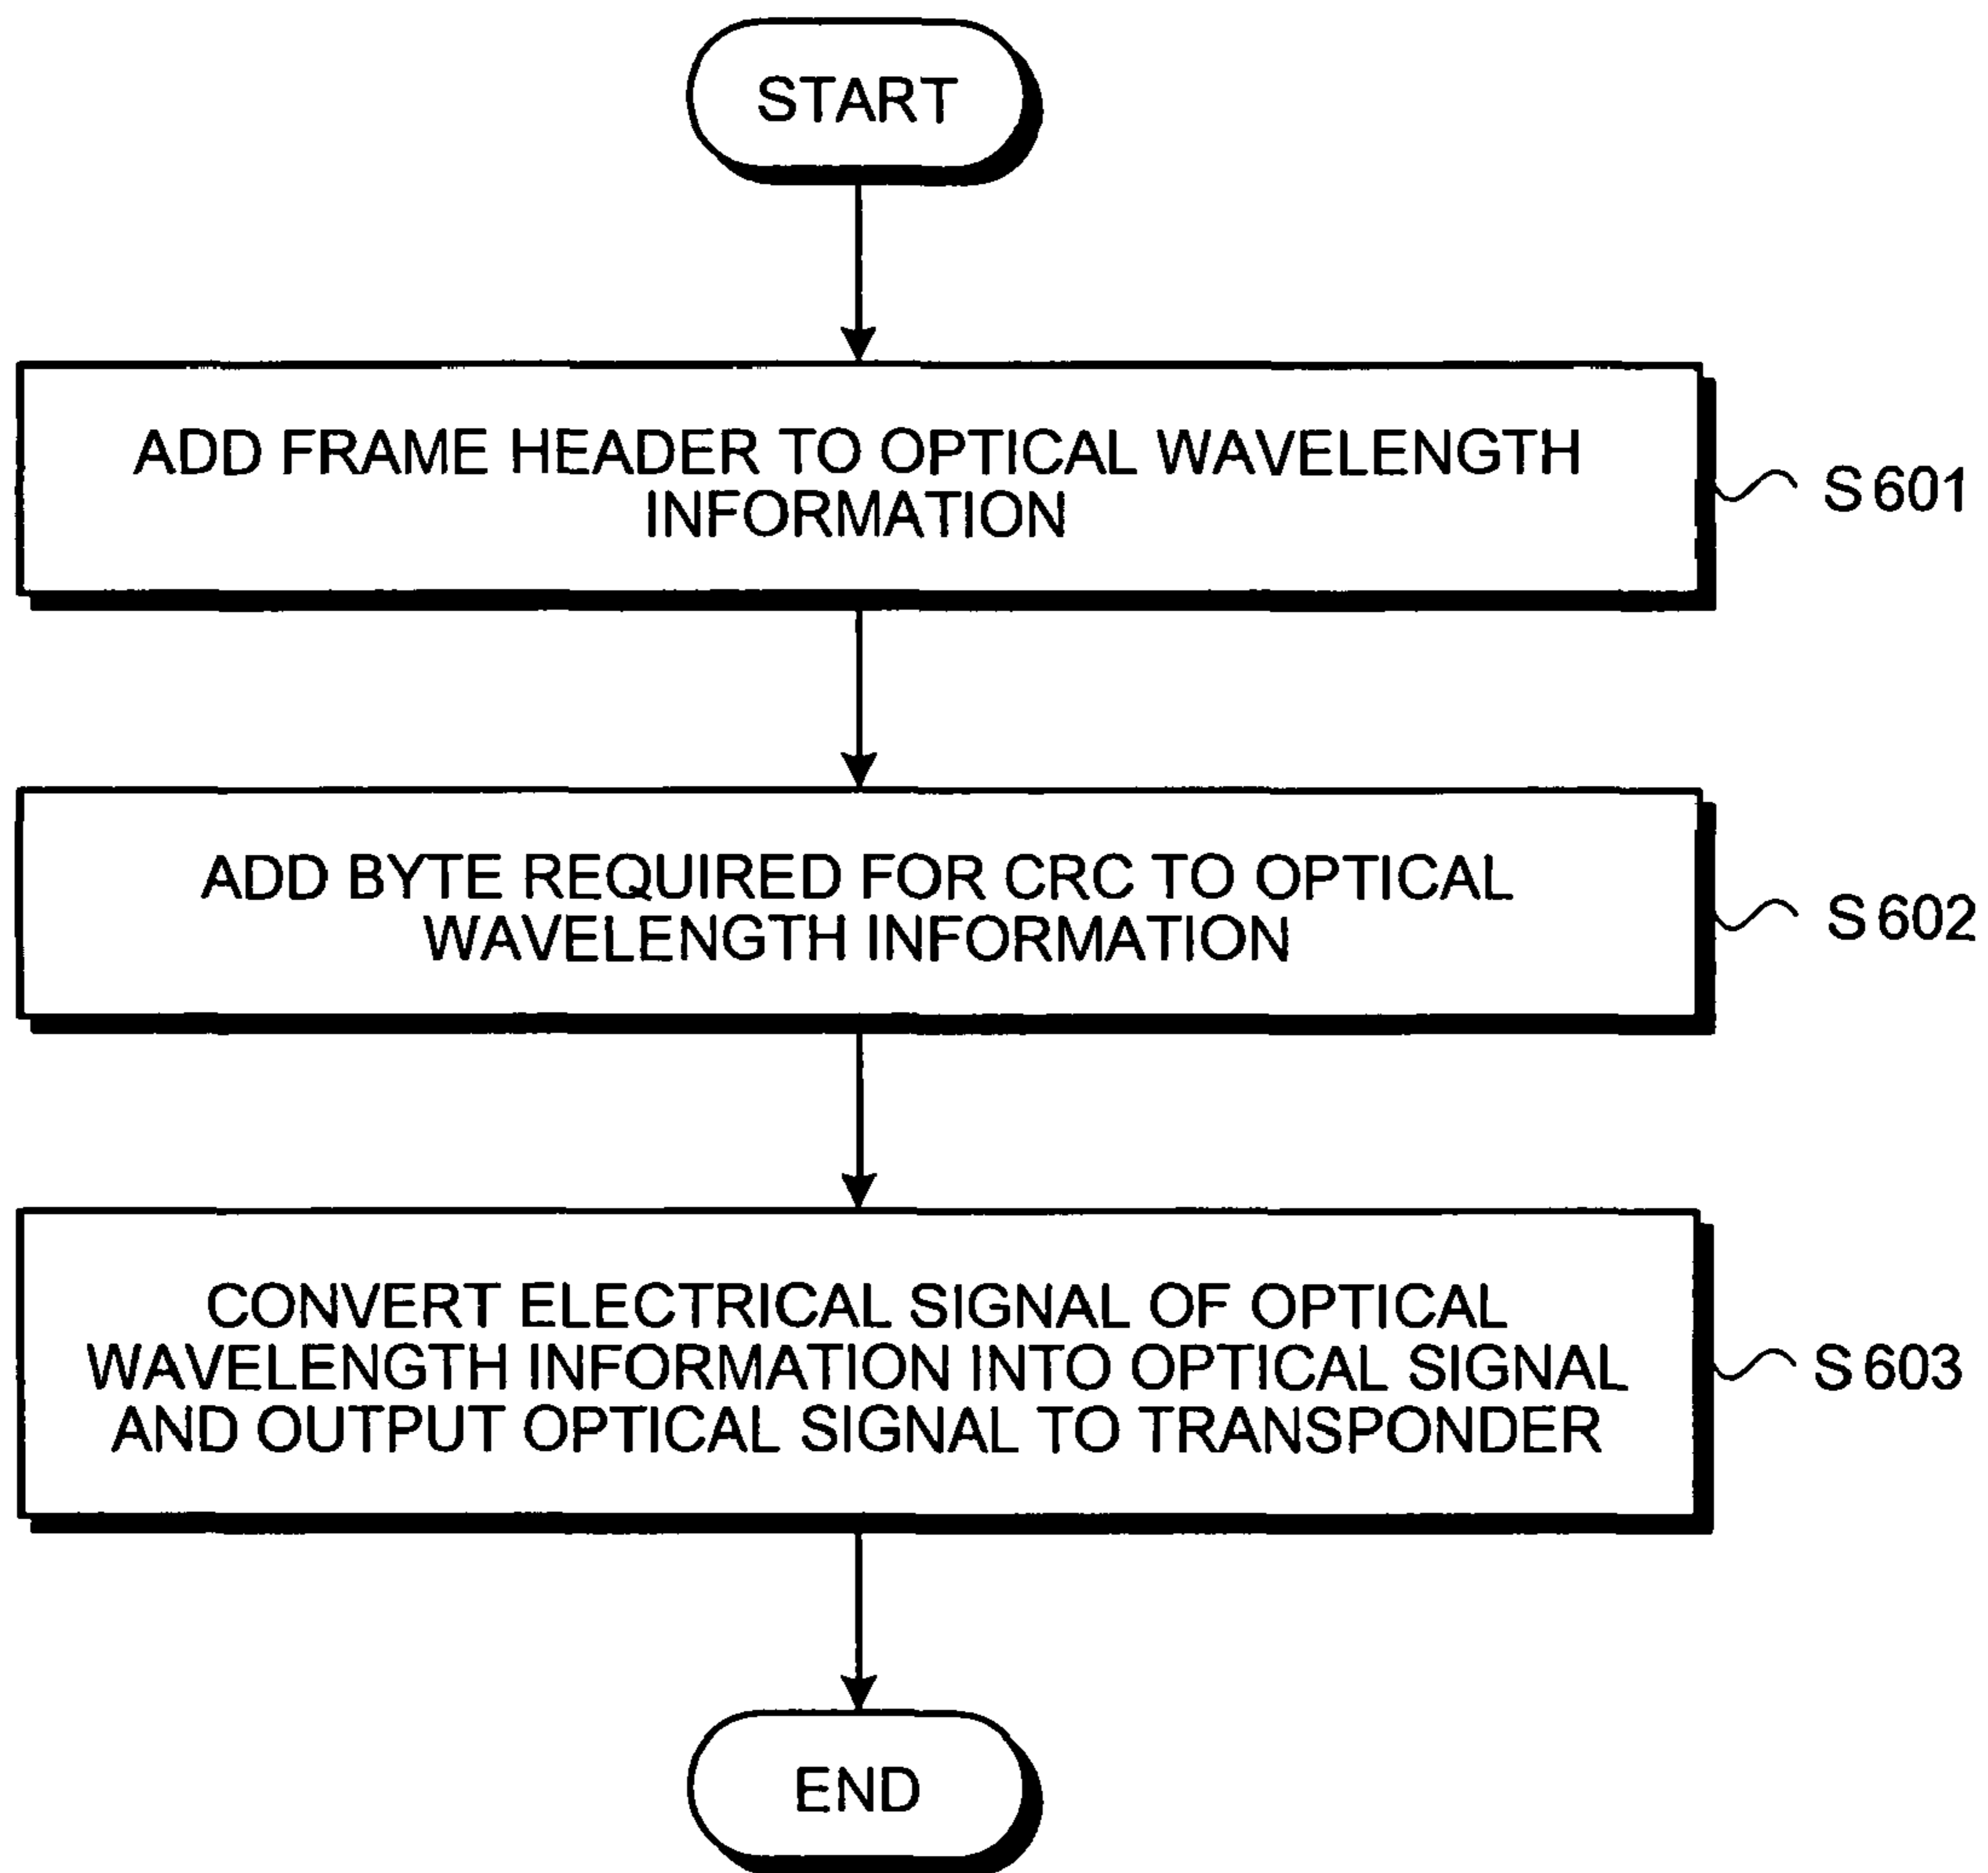 START
ADD FRAME HEADER TO OPTICAL WAVELENGTH
INFORMATION
S601
ADD BYTE REQUIRED FOR CRC TO OPTICAL
WAVELENGTH INFORMATION
S602
CONVERT ELECTRICAL SIGNAL OF OPTICAL
WAVELENGTH INFORMATION INTO OPTICAL SIGNAL
AND OUTPUT OPTICAL SIGNAL TO TRANSPONDER
S603
END